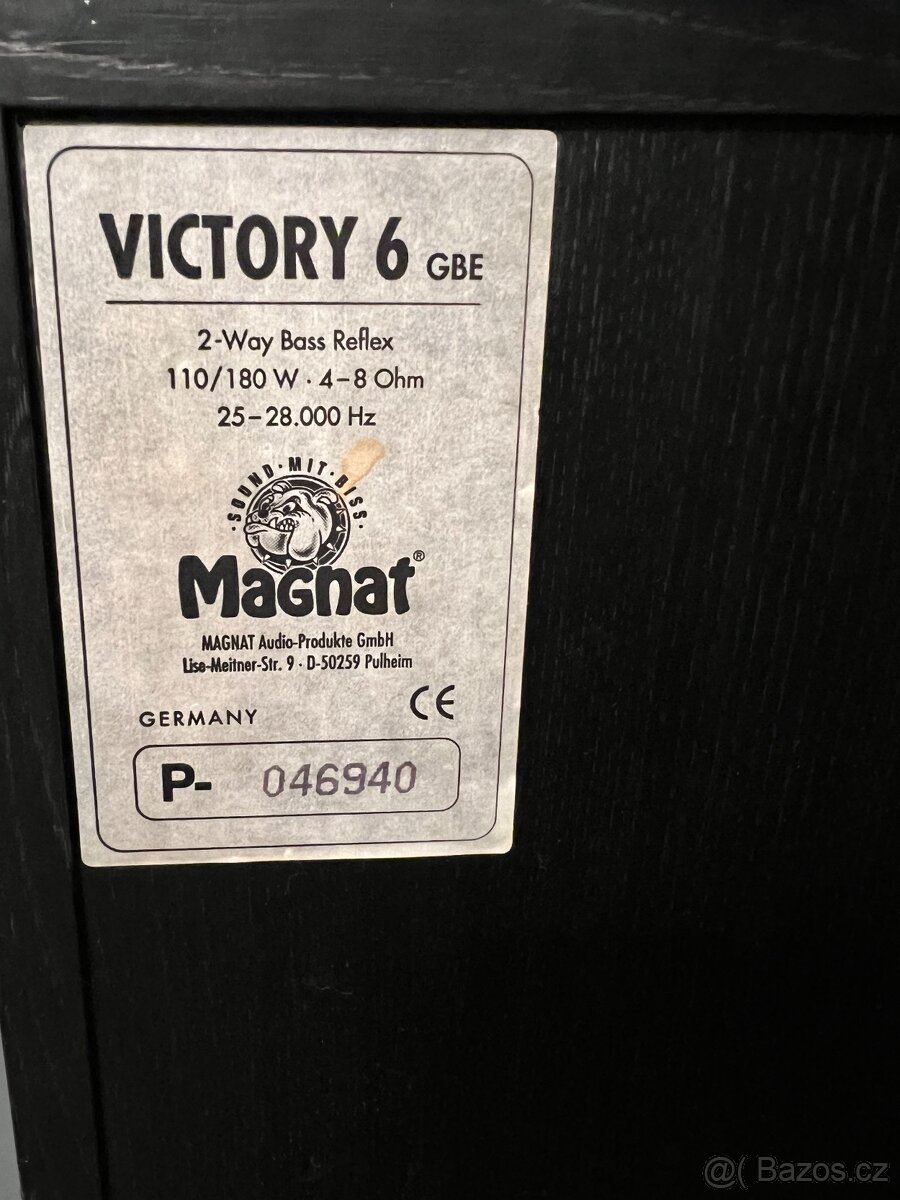 VICTORY 6 GBE
2-Way Bass Reflex
110/180 W · 4-8 Ohm
25-28.000 Hz
·SOUND·MIT·BISS·
Magnat®
MAGNAT Audio-Produkte GmbH
Lise-Meitner-Str. 9 · D-50259 Pulheim
CE
GERMANY
P- 046940
@( Bazos.cz